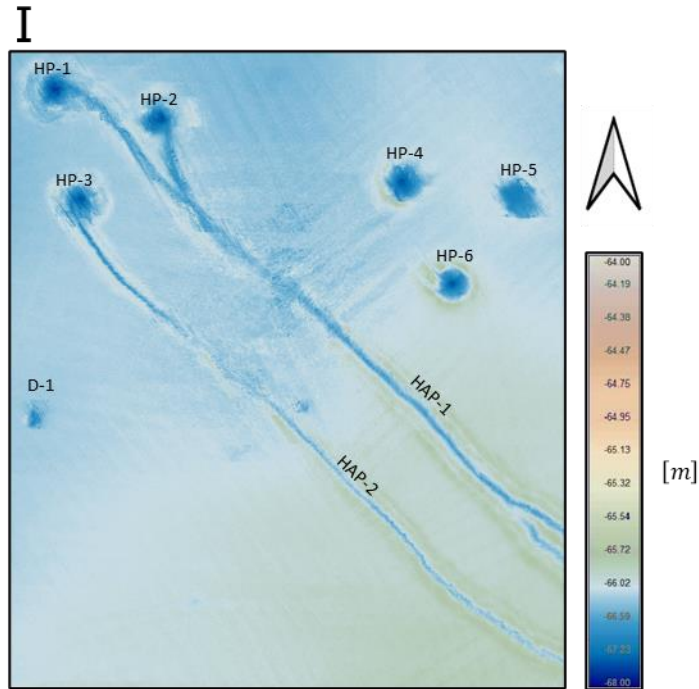 I
HP-1
HP-2
HP-3
HP-4
HP-5
HP-6
D-1
HAP-1
HAP-2
-64.00
-64.19
-64.38
-64.47
-64.75
-64.95
-65.13
-65.32
-65.54
-65.72
-66.02
-66.59
-67.23
-68.00
[m]